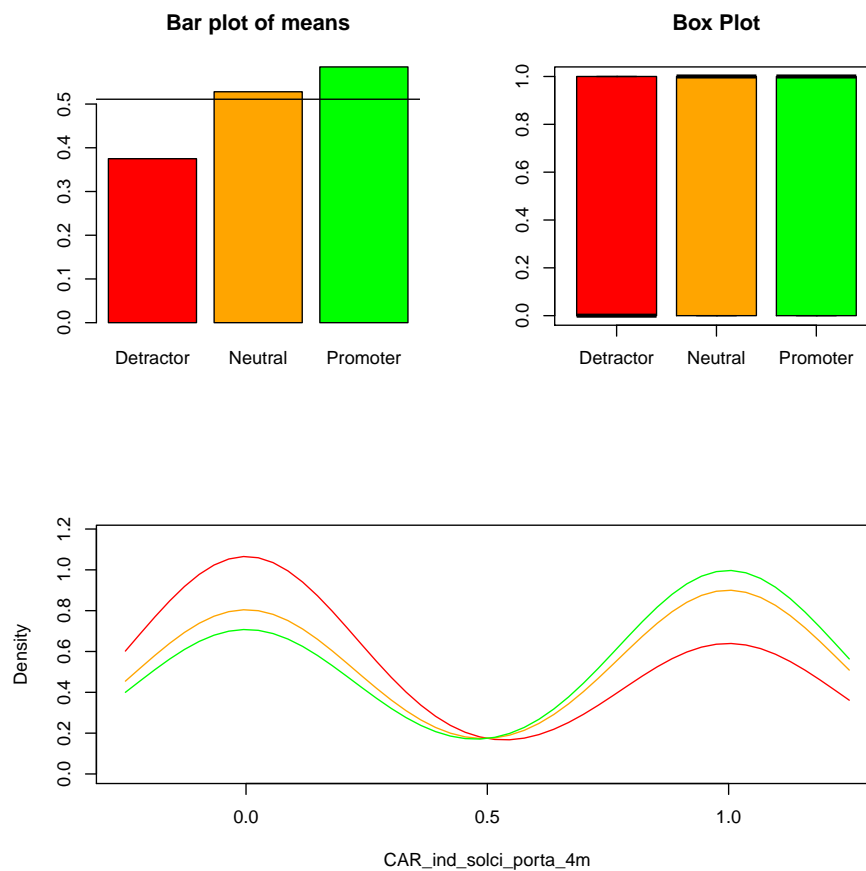 Bar plot of means
0.0 0.1 0.2 0.3 0.4 0.5
Detractor Neutral Promoter
Box Plot
0.0 0.2 0.4 0.6 0.8 1.0
Detractor Neutral Promoter
Density
0.0 0.2 0.4 0.6 0.8 1.0 1.2
0.0 0.5 1.0
CAR_ind_solci_porta_4m